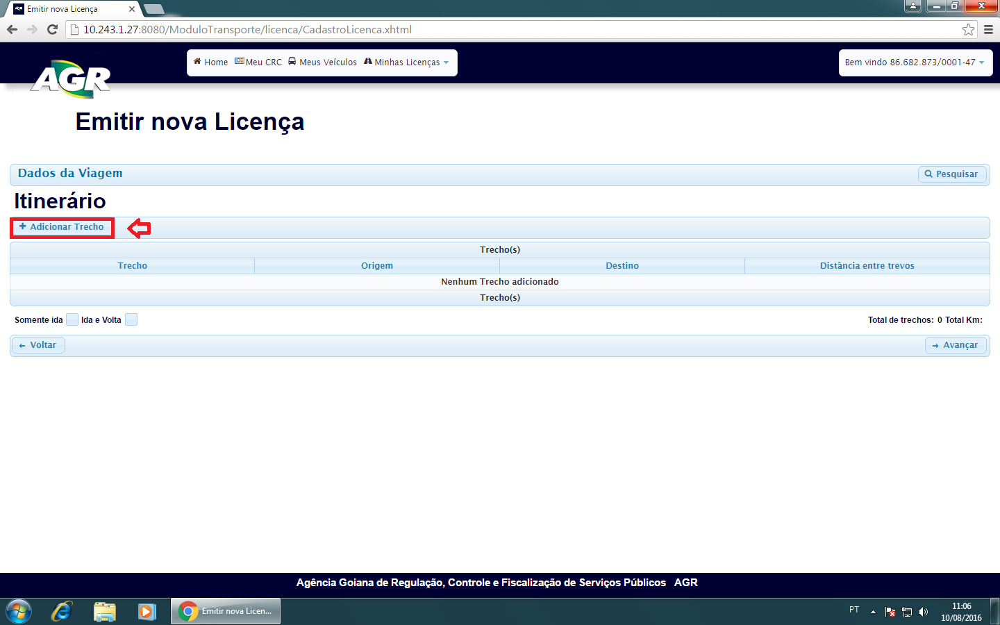 Emitir nova Licença
10.243.1.27:8080/ModuloTransporte/licenca/CadastroLicenca.xhtml
AGR
Home Meu CRC Meus Veículos Minhas Licenças
Bem vindo 86.682.873/0001-47
AGR
Emitir nova Licença
Dados da Viagem
Pesquisar
Itinerário
+ Adicionar Trecho
Trecho(s)
Trecho Origem Destino Distância entre trevos
Nenhum Trecho adicionado
Trecho(s)
Somente ida Ida e Volta
Total de trechos: 0 Total Km:
Voltar
Avançar
Agência Goiana de Regulação, Controle e Fiscalização de Serviços Públicos AGR
Emitir nova Licen...
PT
11:06
10/08/2016